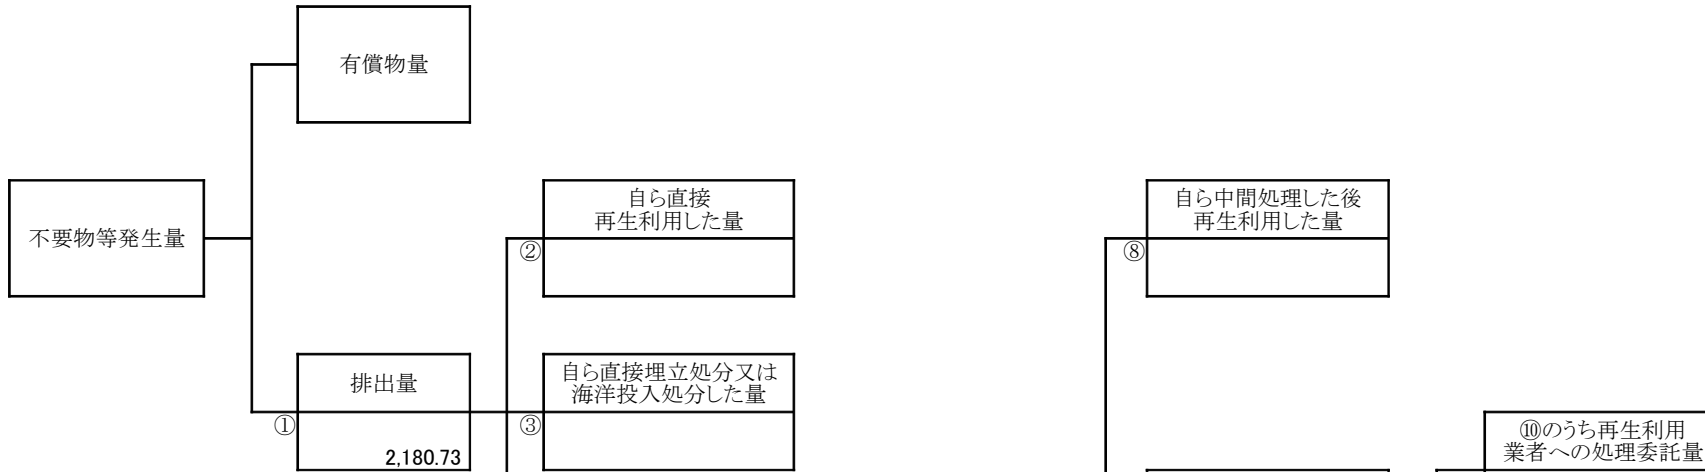 有償物量
不要物等発生量
自ら直接
再生利用した量
②
自ら中間処理した後
再生利用した量
⑧
排出量
①
2,180.73
自ら直接埋立処分又は
海洋投入処分した量
③
⑩のうち再生利用
業者への処理委託量